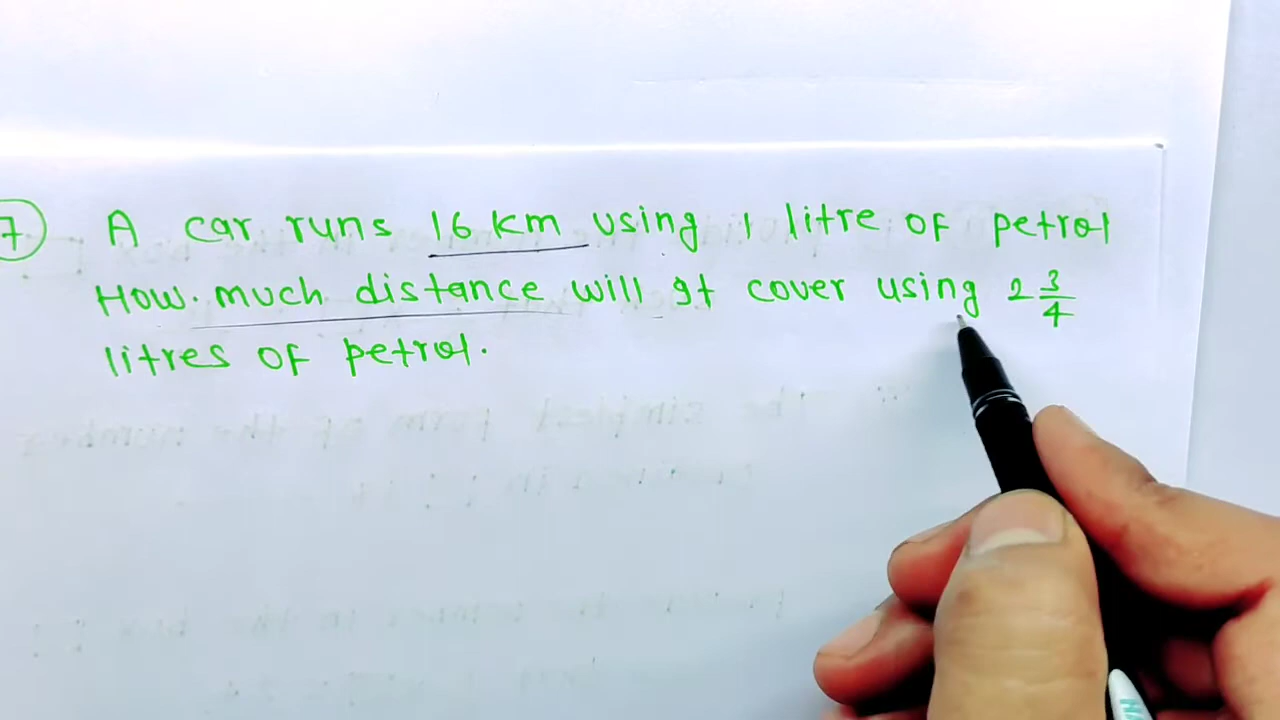 7 A car runs 16 km using 1 litre of petrol
How much distance will It cover using 2 3/4
litres of petrol.